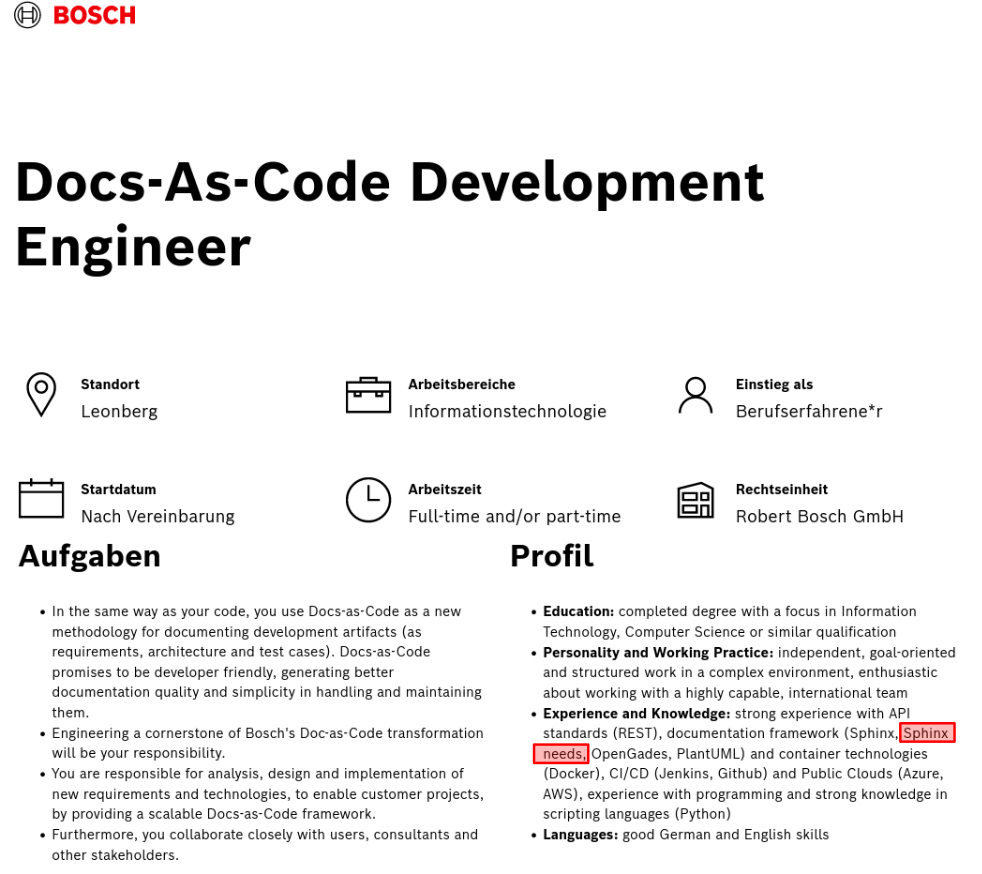 BOSCH
Docs-As-Code Development
Engineer
Standort
Leonberg
Arbeitsbereiche
Informationstechnologie
Einstieg als
Berufserfahrene*r
Startdatum
Nach Vereinbarung
Arbeitszeit
Full-time and/or part-time
Rechtseinheit
Robert Bosch GmbH
Aufgaben
• In the same way as your code, you use Docs-as-Code as a new
methodology for documenting development artifacts (as
requirements, architecture and test cases). Docs-as-Code
promises to be developer friendly, generating better
documentation quality and simplicity in handling and maintaining
them.
• Engineering a cornerstone of Bosch's Doc-as-Code transformation
will be your responsibility.
• You are responsible for analysis, design and implementation of
new requirements and technologies, to enable customer projects,
by providing a scalable Docs-as-Code framework.
• Furthermore, you collaborate closely with users, consultants and
other stakeholders.
Profil
• Education: completed degree with a focus in Information
Technology, Computer Science or similar qualification
• Personality and Working Practice: independent, goal-oriented
and structured work in a complex environment, enthusiastic
about working with a highly capable, international team
• Experience and Knowledge: strong experience with API
standards (REST), documentation framework (Sphinx, Sphinx
needs, OpenGades, PlantUML) and container technologies
(Docker), CI/CD (Jenkins, Github) and Public Clouds (Azure,
AWS), experience with programming and strong knowledge in
scripting languages (Python)
• Languages: good German and English skills